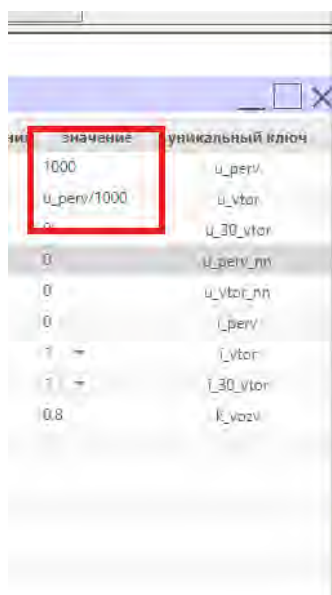 значение уникальный ключ
1000 u_perv
u_perv/1000 u_vtor
u_30_vtor
0 u_perv_nn
0 u_vtor_nn
0 i_perv
1 i_vtor
1 i_30_vtor
0.8 k_vozv